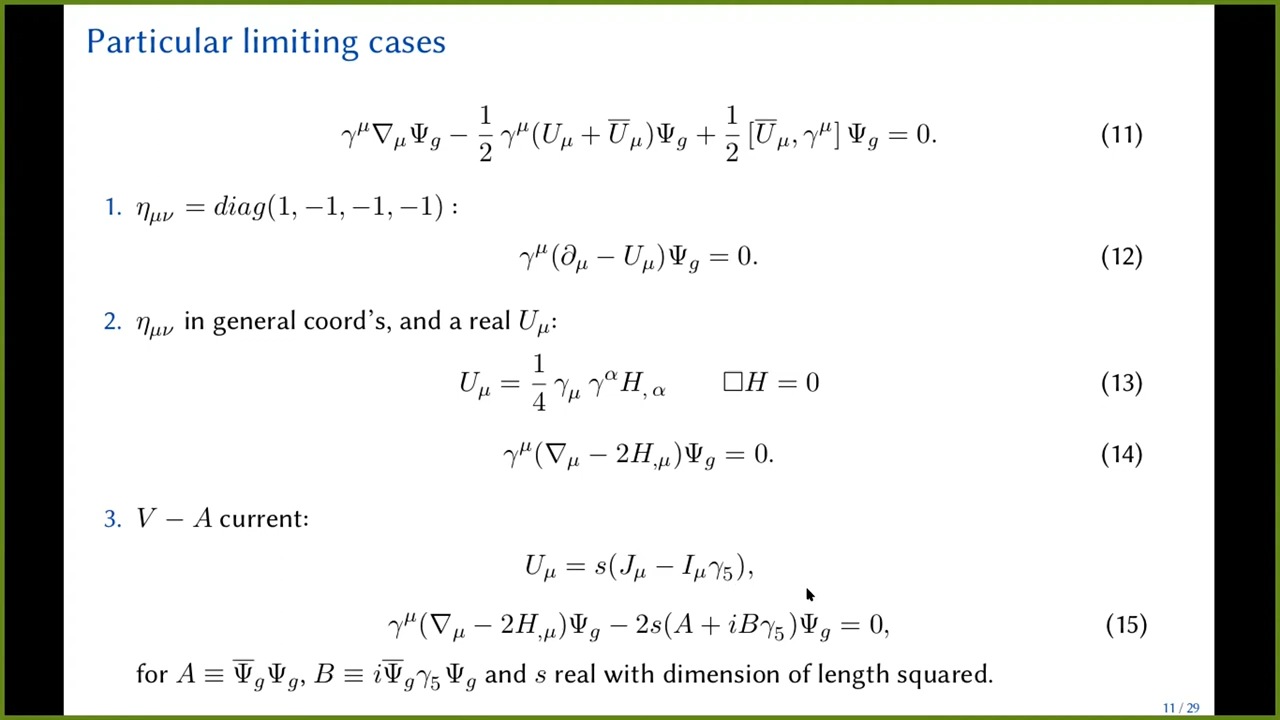 Particular limiting cases
γ^μ∇_μΨ_g − 1/2 γ^μ(U_μ + U̅_μ)Ψ_g + 1/2 [U̅_μ, γ^μ] Ψ_g = 0. (11)
1. η_μν = diag(1, −1, −1, −1) :
γ^μ(∂_μ − U_μ)Ψ_g = 0. (12)
2. η_μν in general coord's, and a real U_μ:
U_μ = 1/4 γ_μ γ^α H_{,α} □H = 0 (13)
γ^μ(∇_μ − 2H_{,μ})Ψ_g = 0. (14)
3. V − A current:
U_μ = s(J_μ − I_μγ_5),
γ^μ(∇_μ − 2H_{,μ})Ψ_g − 2s(A + iBγ_5)Ψ_g = 0, (15)
for A ≡ Ψ̅_gΨ_g, B ≡ iΨ̅_gγ_5Ψ_g and s real with dimension of length squared.
11 / 29